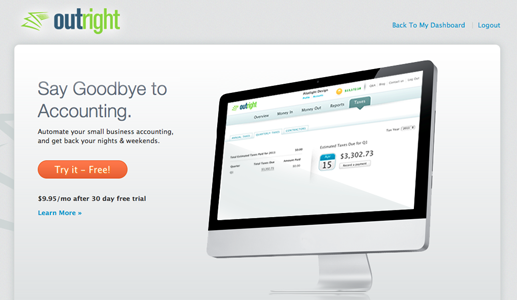 outright
Back To My Dashboard | Logout
Say Goodbye to
Accounting.
Automate your small business accounting,
and get back your nights & weekends.
Try it – Free!
$9.95/mo after 30 day free trial
Learn More »
outright
Overview Money In Money Out Reports Taxes
Estimated Taxes Due for Q2
15 $3,302.73